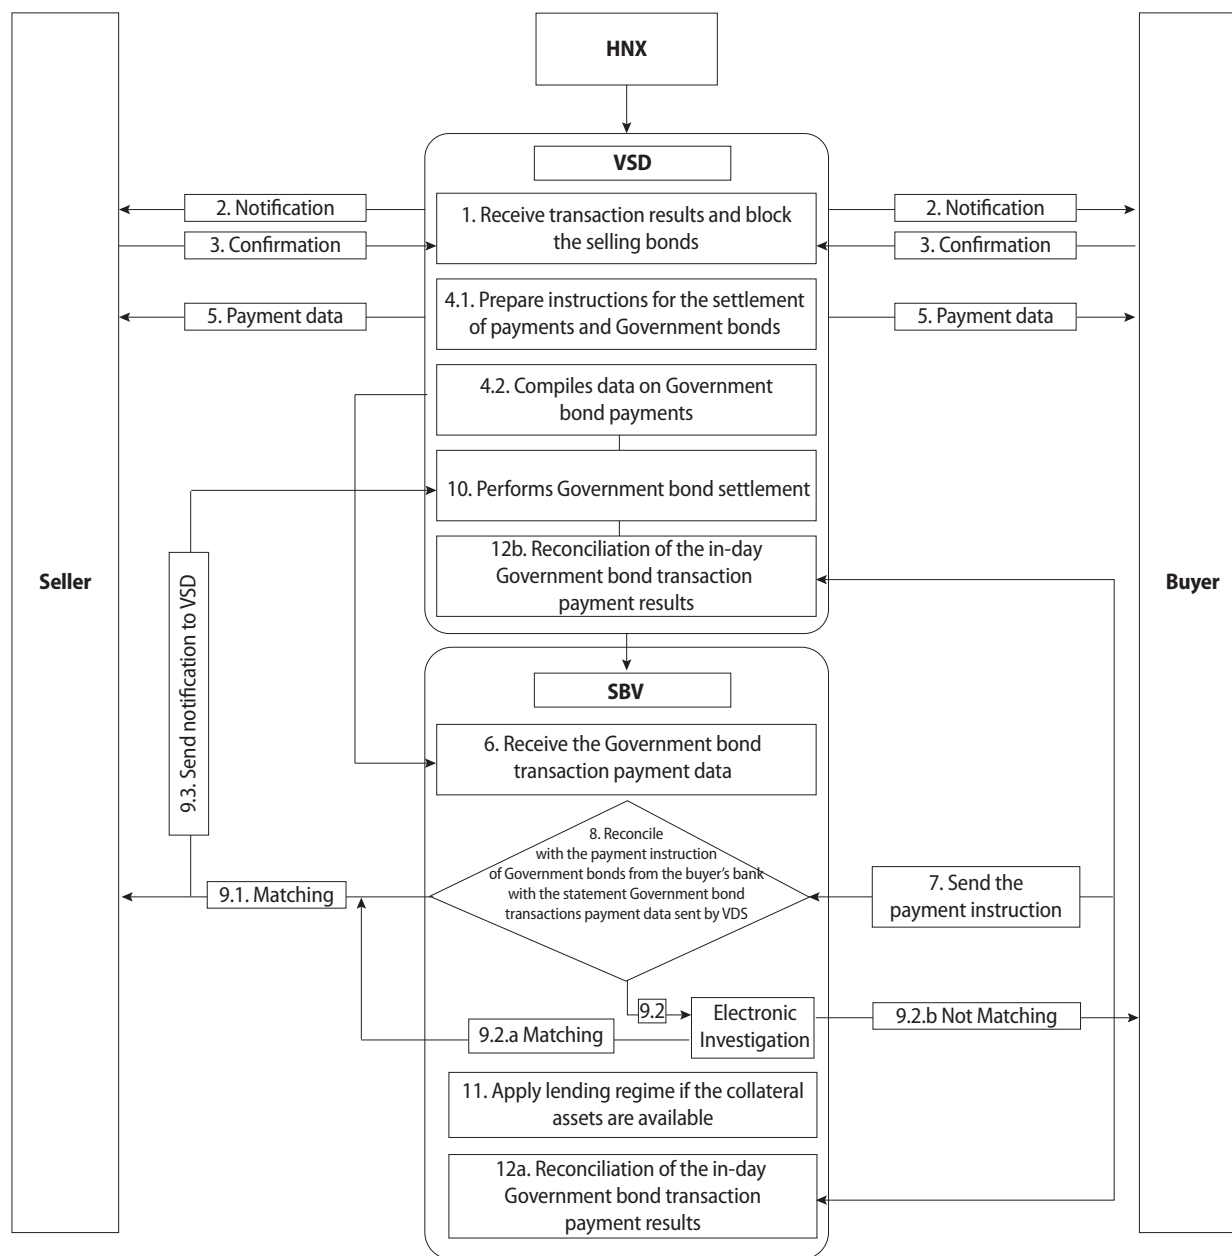 HNX
VSD
2. Notification
1. Receive transaction results and block
the selling bonds
2. Notification
3. Confirmation
3. Confirmation
4.1. Prepare instructions for the settlement
of payments and Government bonds
5. Payment data
5. Payment data
4.2. Compiles data on Government
bond payments
10. Performs Government bond settlement
12b. Reconciliation of the in-day
Government bond transaction
payment results
Seller
Buyer
9.3. Send notification to VSD
SBV
6. Receive the Government bond
transaction payment data
8. Reconcile
with the payment instruction
of Government bonds from the buyer's bank
with the statement Government bond
transactions payment data sent by VDS
9.1. Matching
7. Send the
payment instruction
9.2
Electronic
Investigation
9.2.a Matching
9.2.b Not Matching
11. Apply lending regime if the collateral
assets are available
12a. Reconciliation of the in-day
Government bond transaction
payment results